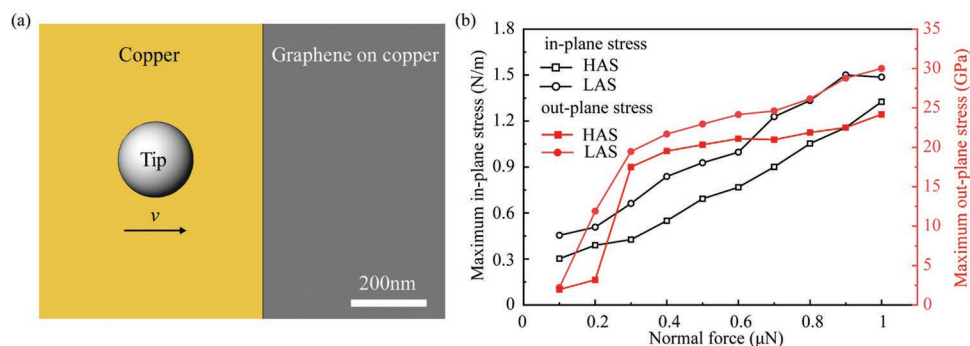 (a)
Copper
Graphene on copper
Tip
v
200nm
(b)
Maximum in-plane stress (N/m)
1.8
1.5
1.2
0.9
0.6
0.3
0
in-plane stress
HAS
LAS
out-plane stress
HAS
LAS
35
30
25
20
15
10
5
0
Maximum out-plane stress (GPa)
0 0.2 0.4 0.6 0.8 1
Normal force (μN)